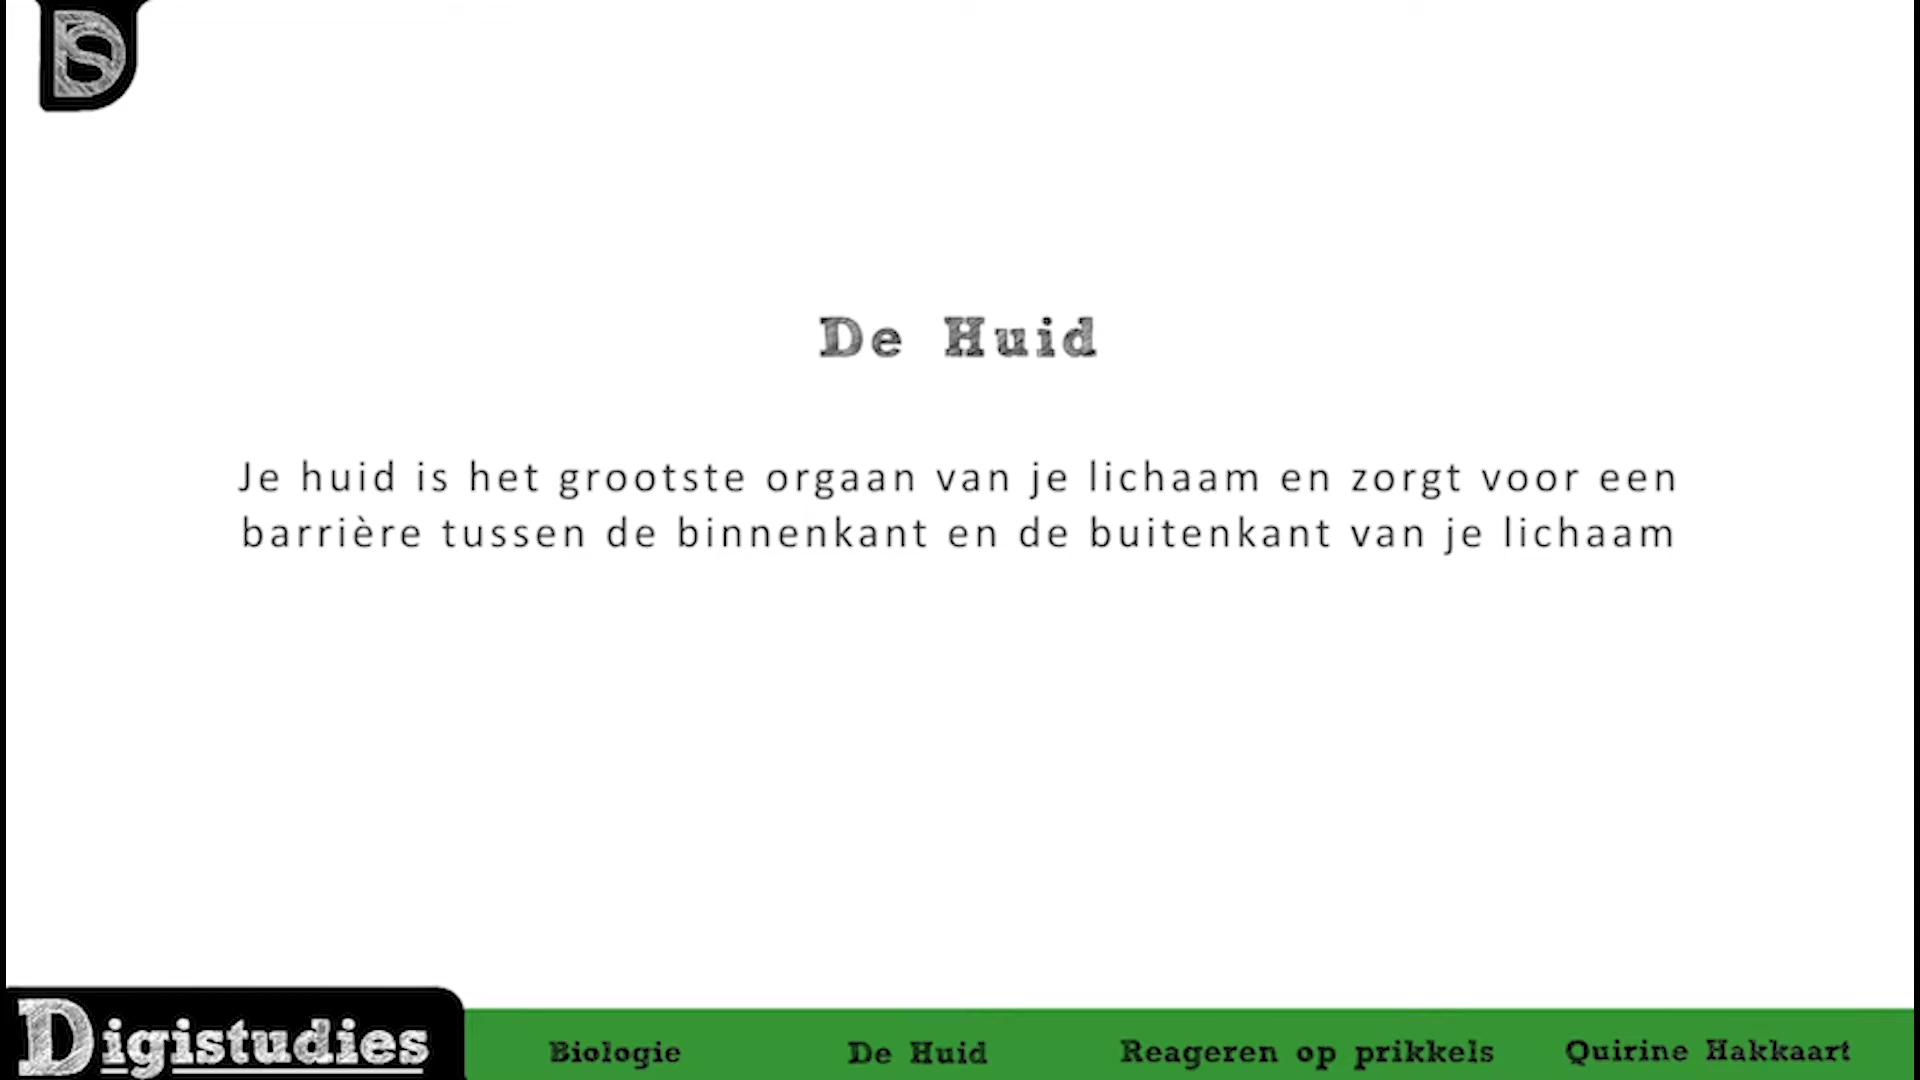 DS
De Huid
Je huid is het grootste orgaan van je lichaam en zorgt voor een
barrière tussen de binnenkant en de buitenkant van je lichaam
Digistudies
Biologie
De Huid
Reageren op prikkels
Quirine Hakkaart